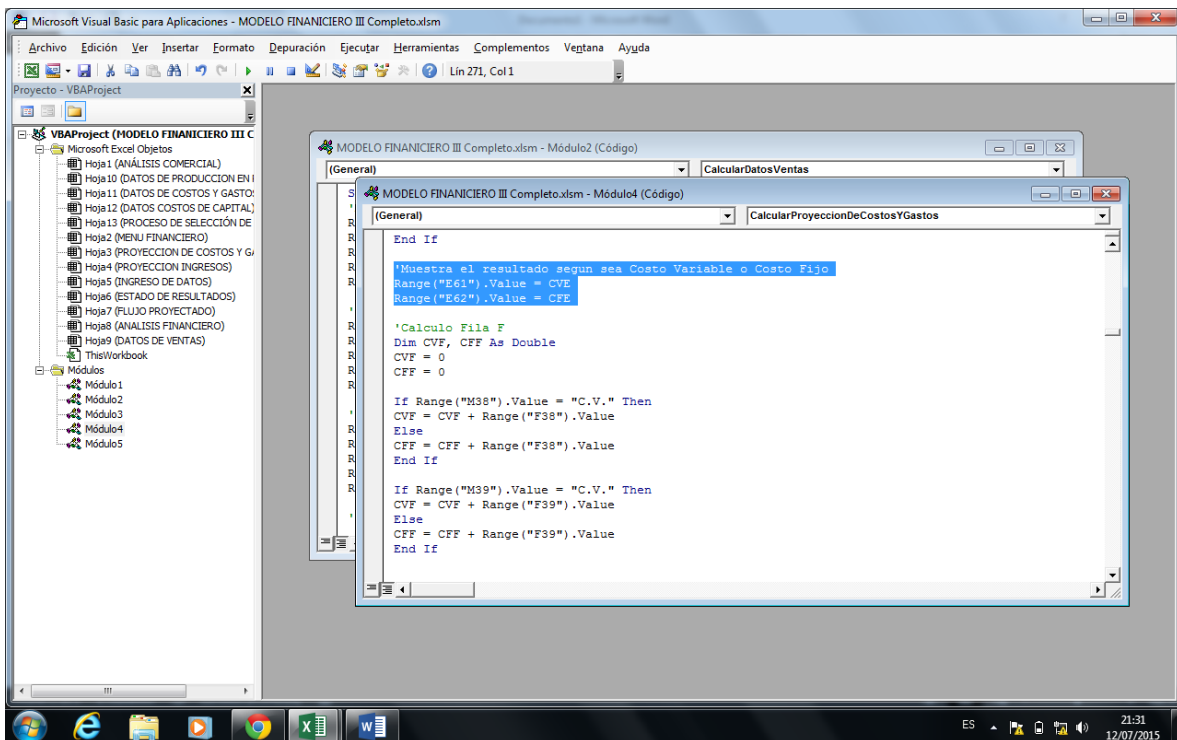 Microsoft Visual Basic para Aplicaciones - MODELO FINANICIERO III Completo.xlsm
Archivo Edición Ver Insertar Formato Depuración Ejecutar Herramientas Complementos Ventana Ayuda
Lín 271, Col 1
Proyecto - VBAProject
VBAProject (MODELO FINANICIERO III C
Microsoft Excel Objetos
Hoja1 (ANÁLISIS COMERCIAL)
Hoja10 (DATOS DE PRODUCCION EN
Hoja11 (DATOS DE COSTOS Y GASTO
Hoja12 (DATOS COSTOS DE CAPITAL)
Hoja13 (PROCESO DE SELECCIÓN DE
Hoja2 (MENU FINANCIERO)
Hoja3 (PROYECCION DE COSTOS Y GA
Hoja4 (PROYECCION INGRESOS)
Hoja5 (INGRESO DE DATOS)
Hoja6 (ESTADO DE RESULTADOS)
Hoja7 (FLUJO PROYECTADO)
Hoja8 (ANALISIS FINANCIERO)
Hoja9 (DATOS DE VENTAS)
ThisWorkbook
Módulos
Módulo1
Módulo2
Módulo3
Módulo4
Módulo5
MODELO FINANICIERO III Completo.xlsm - Módulo2 (Código)
(General) CalcularDatosVentas
MODELO FINANICIERO III Completo.xlsm - Módulo4 (Código)
(General) CalcularProyeccionDeCostosYGastos
End If
'Muestra el resultado segun sea Costo Variable o Costo Fijo
Range("E61").Value = CVE
Range("E62").Value = CFE
'Calculo Fila F
Dim CVF, CFF As Double
CVF = 0
CFF = 0
If Range("M38").Value = "C.V." Then
CVF = CVF + Range("F38").Value
Else
CFF = CFF + Range("F38").Value
End If
If Range("M39").Value = "C.V." Then
CVF = CVF + Range("F39").Value
Else
CFF = CFF + Range("F39").Value
End If
ES
21:31
12/07/2015